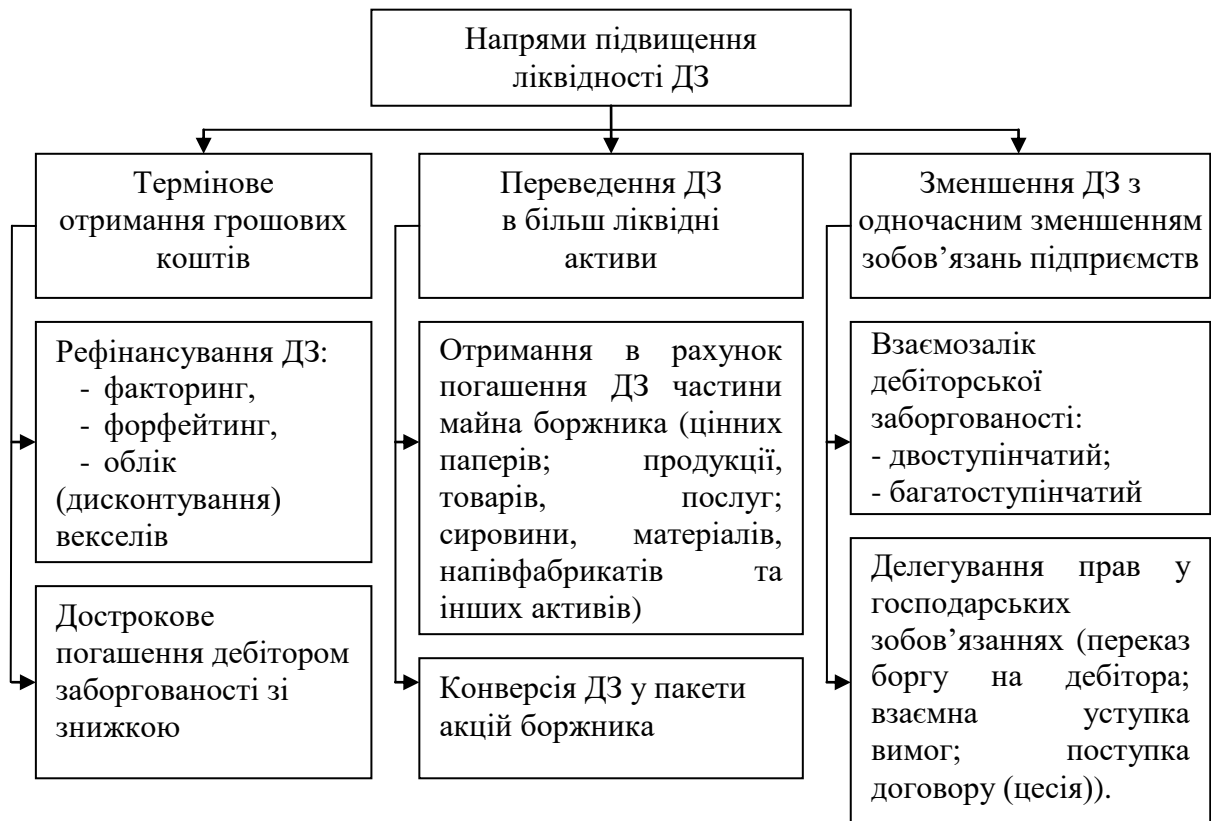 Напрями підвищення
ліквідності ДЗ
Термінове
отримання грошових
коштів
Рефінансування ДЗ:
- факторинг,
- форфейтинг,
- облік
(дисконтування)
векселів
Дострокове
погашення дебітором
заборгованості зі
знижкою
Переведення ДЗ
в більш ліквідні
активи
Отримання в рахунок
погашення ДЗ частини
майна боржника (цінних
паперів; продукції,
товарів, послуг;
сировини, матеріалів,
напівфабрикатів та
інших активів)
Конверсія ДЗ у пакети
акцій боржника
Зменшення ДЗ з
одночасним зменшенням
зобов’язань підприємств
Взаємозалік
дебіторської
заборгованості:
- двоступінчатий;
- багатоступінчатий
Делегування прав у
господарських
зобов’язаннях (переказ
боргу на дебітора;
взаємна уступка
вимог; поступка
договору (цесія)).